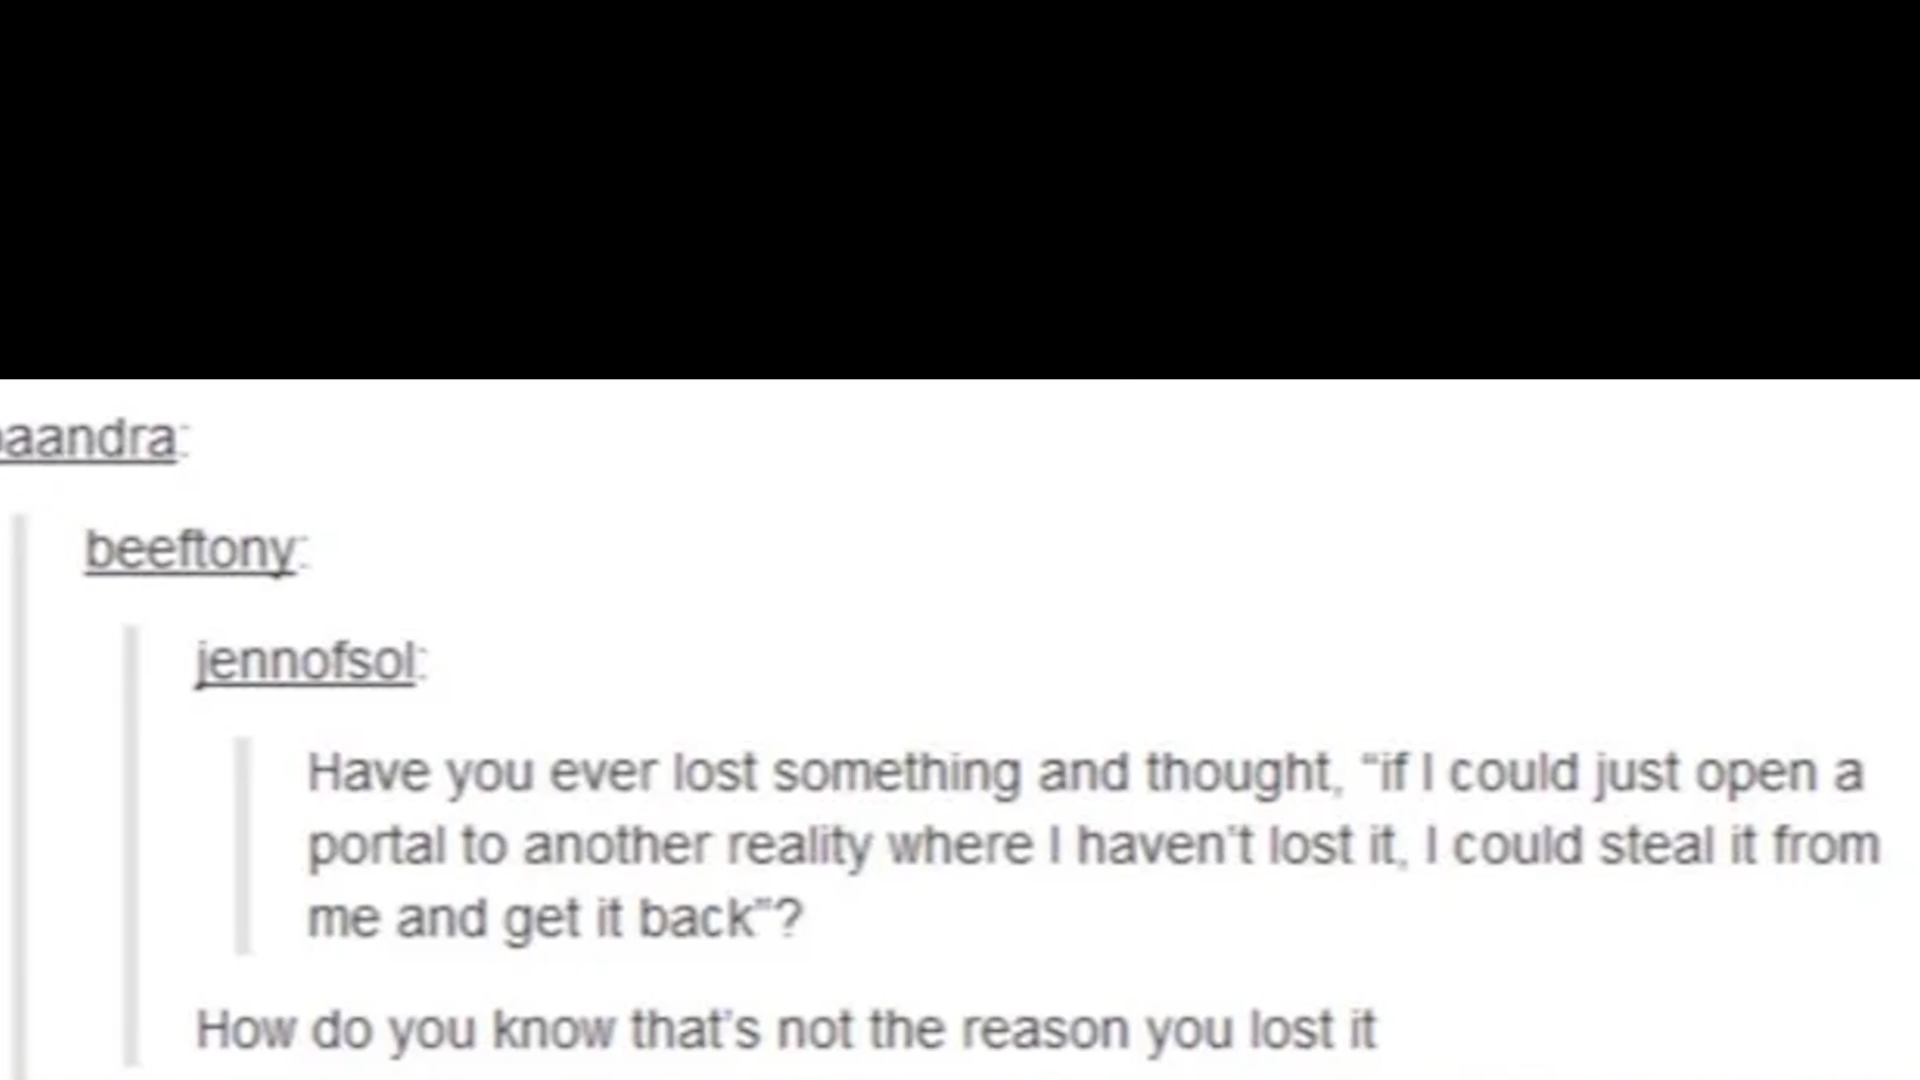 aandra:
beeftony:
jennofsol:
Have you ever lost something and thought, “if I could just open a
portal to another reality where I haven't lost it, I could steal it from
me and get it back”?
How do you know that's not the reason you lost it